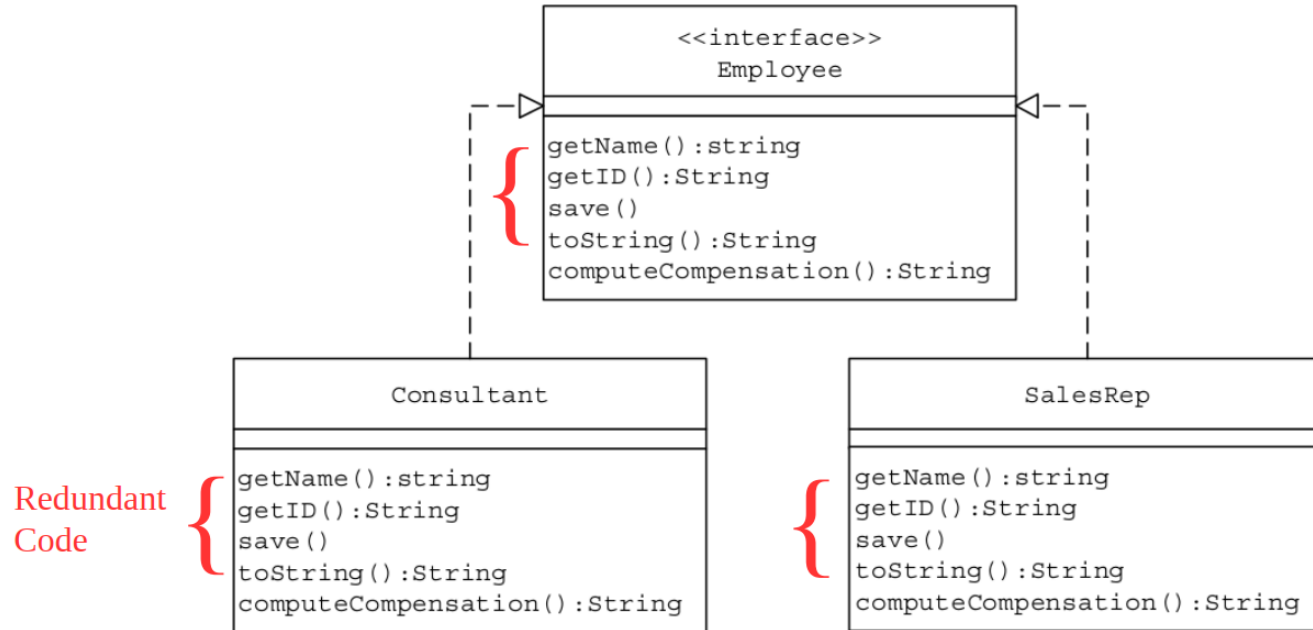 <<interface>>
Employee
getName():string
getID():String
save()
toString():String
computeCompensation():String
Consultant
SalesRep
Redundant
Code
getName():string
getID():String
save()
toString():String
computeCompensation():String
getName():string
getID():String
save()
toString():String
computeCompensation():String